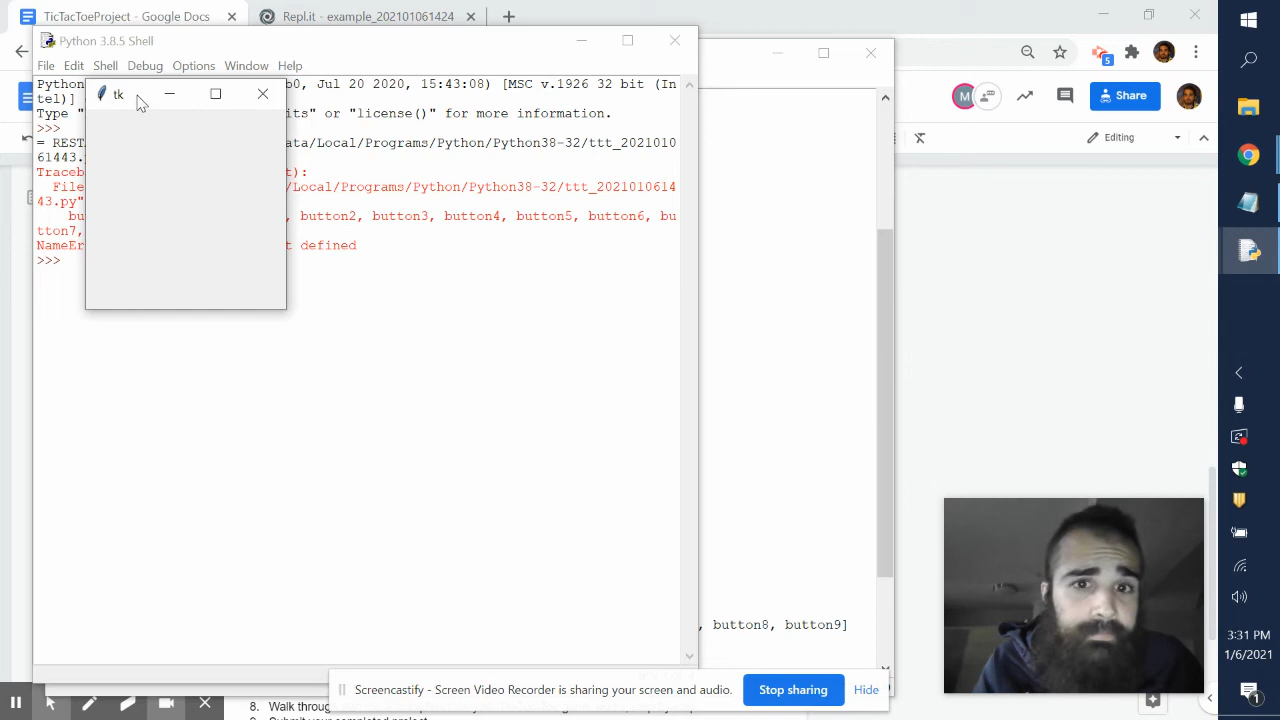 TicTacToeProject - Google Docs
Repl.it - example_202101061424
Python 3.8.5 Shell
File Edit Shell Debug Options Window Help
tk
b0, Jul 20 2020, 15:43:08) [MSC v.1926 32 bit (In
tel)]
Type "
its" or "license()" for more information.
>>>
= REST
ata/Local/Programs/Python/Python38-32/ttt_2021010
61443.
Traceb
t):
File
/Local/Programs/Python/Python38-32/ttt_2021010614
43.py"
bu
, button2, button3, button4, button5, button6, bu
tton7,
NameEr
t defined
>>>
5
M
Share
Editing
, button8, button9]
Screencastify - Screen Video Recorder is sharing your screen and audio.
Stop sharing
Hide
8. Walk through
3:31 PM
1/6/2021
1